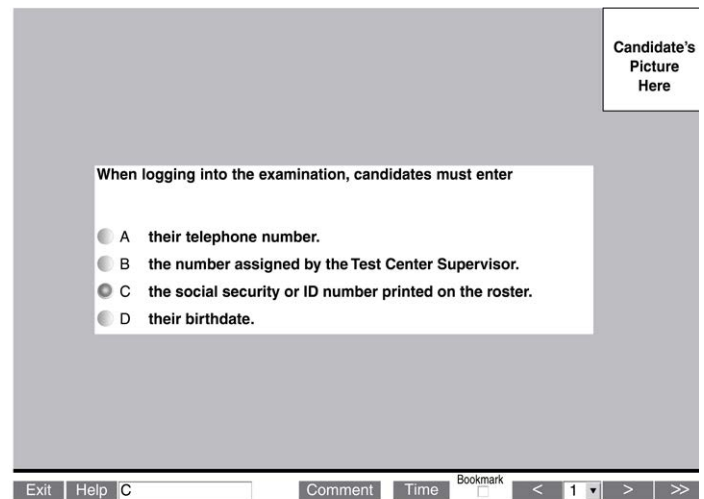 Candidate's
Picture
Here
When logging into the examination, candidates must enter
A their telephone number.
B the number assigned by the Test Center Supervisor.
C the social security or ID number printed on the roster.
D their birthdate.
Bookmark
Exit Help C Comment Time < 1 > >>